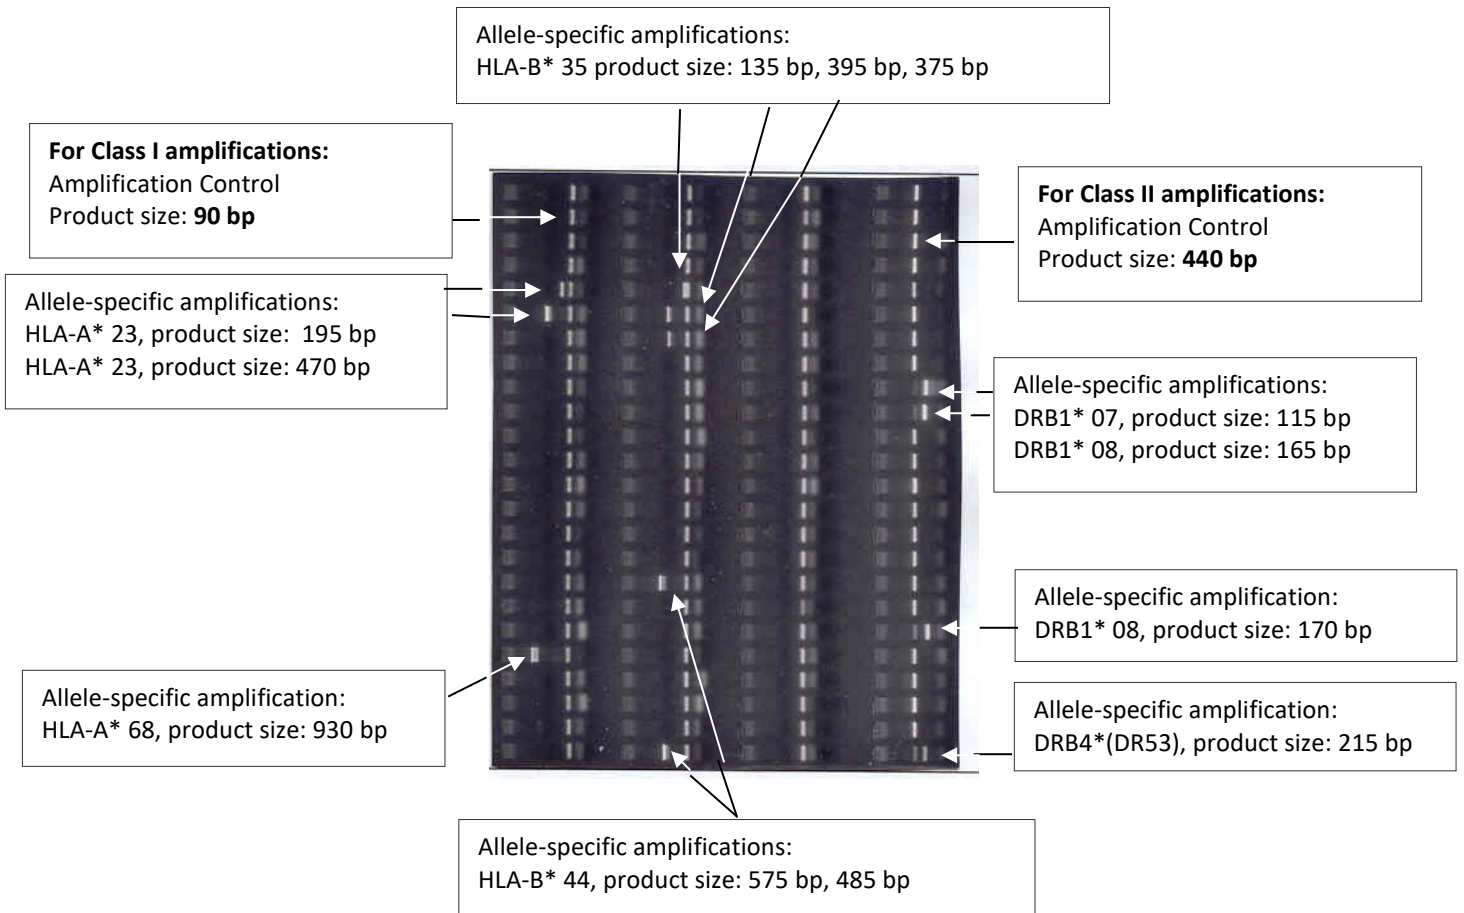 Allele-specific amplifications:
HLA-B* 35 product size: 135 bp, 395 bp, 375 bp
For Class I amplifications:
Amplification Control
Product size: 90 bp
For Class II amplifications:
Amplification Control
Product size: 440 bp
Allele-specific amplifications:
HLA-A* 23, product size:  195 bp
HLA-A* 23, product size: 470 bp
Allele-specific amplifications:
DRB1* 07, product size: 115 bp
DRB1* 08, product size: 165 bp
Allele-specific amplification:
DRB1* 08, product size: 170 bp
Allele-specific amplification:
HLA-A* 68, product size: 930 bp
Allele-specific amplification:
DRB4*(DR53), product size: 215 bp
Allele-specific amplifications:
HLA-B* 44, product size: 575 bp, 485 bp